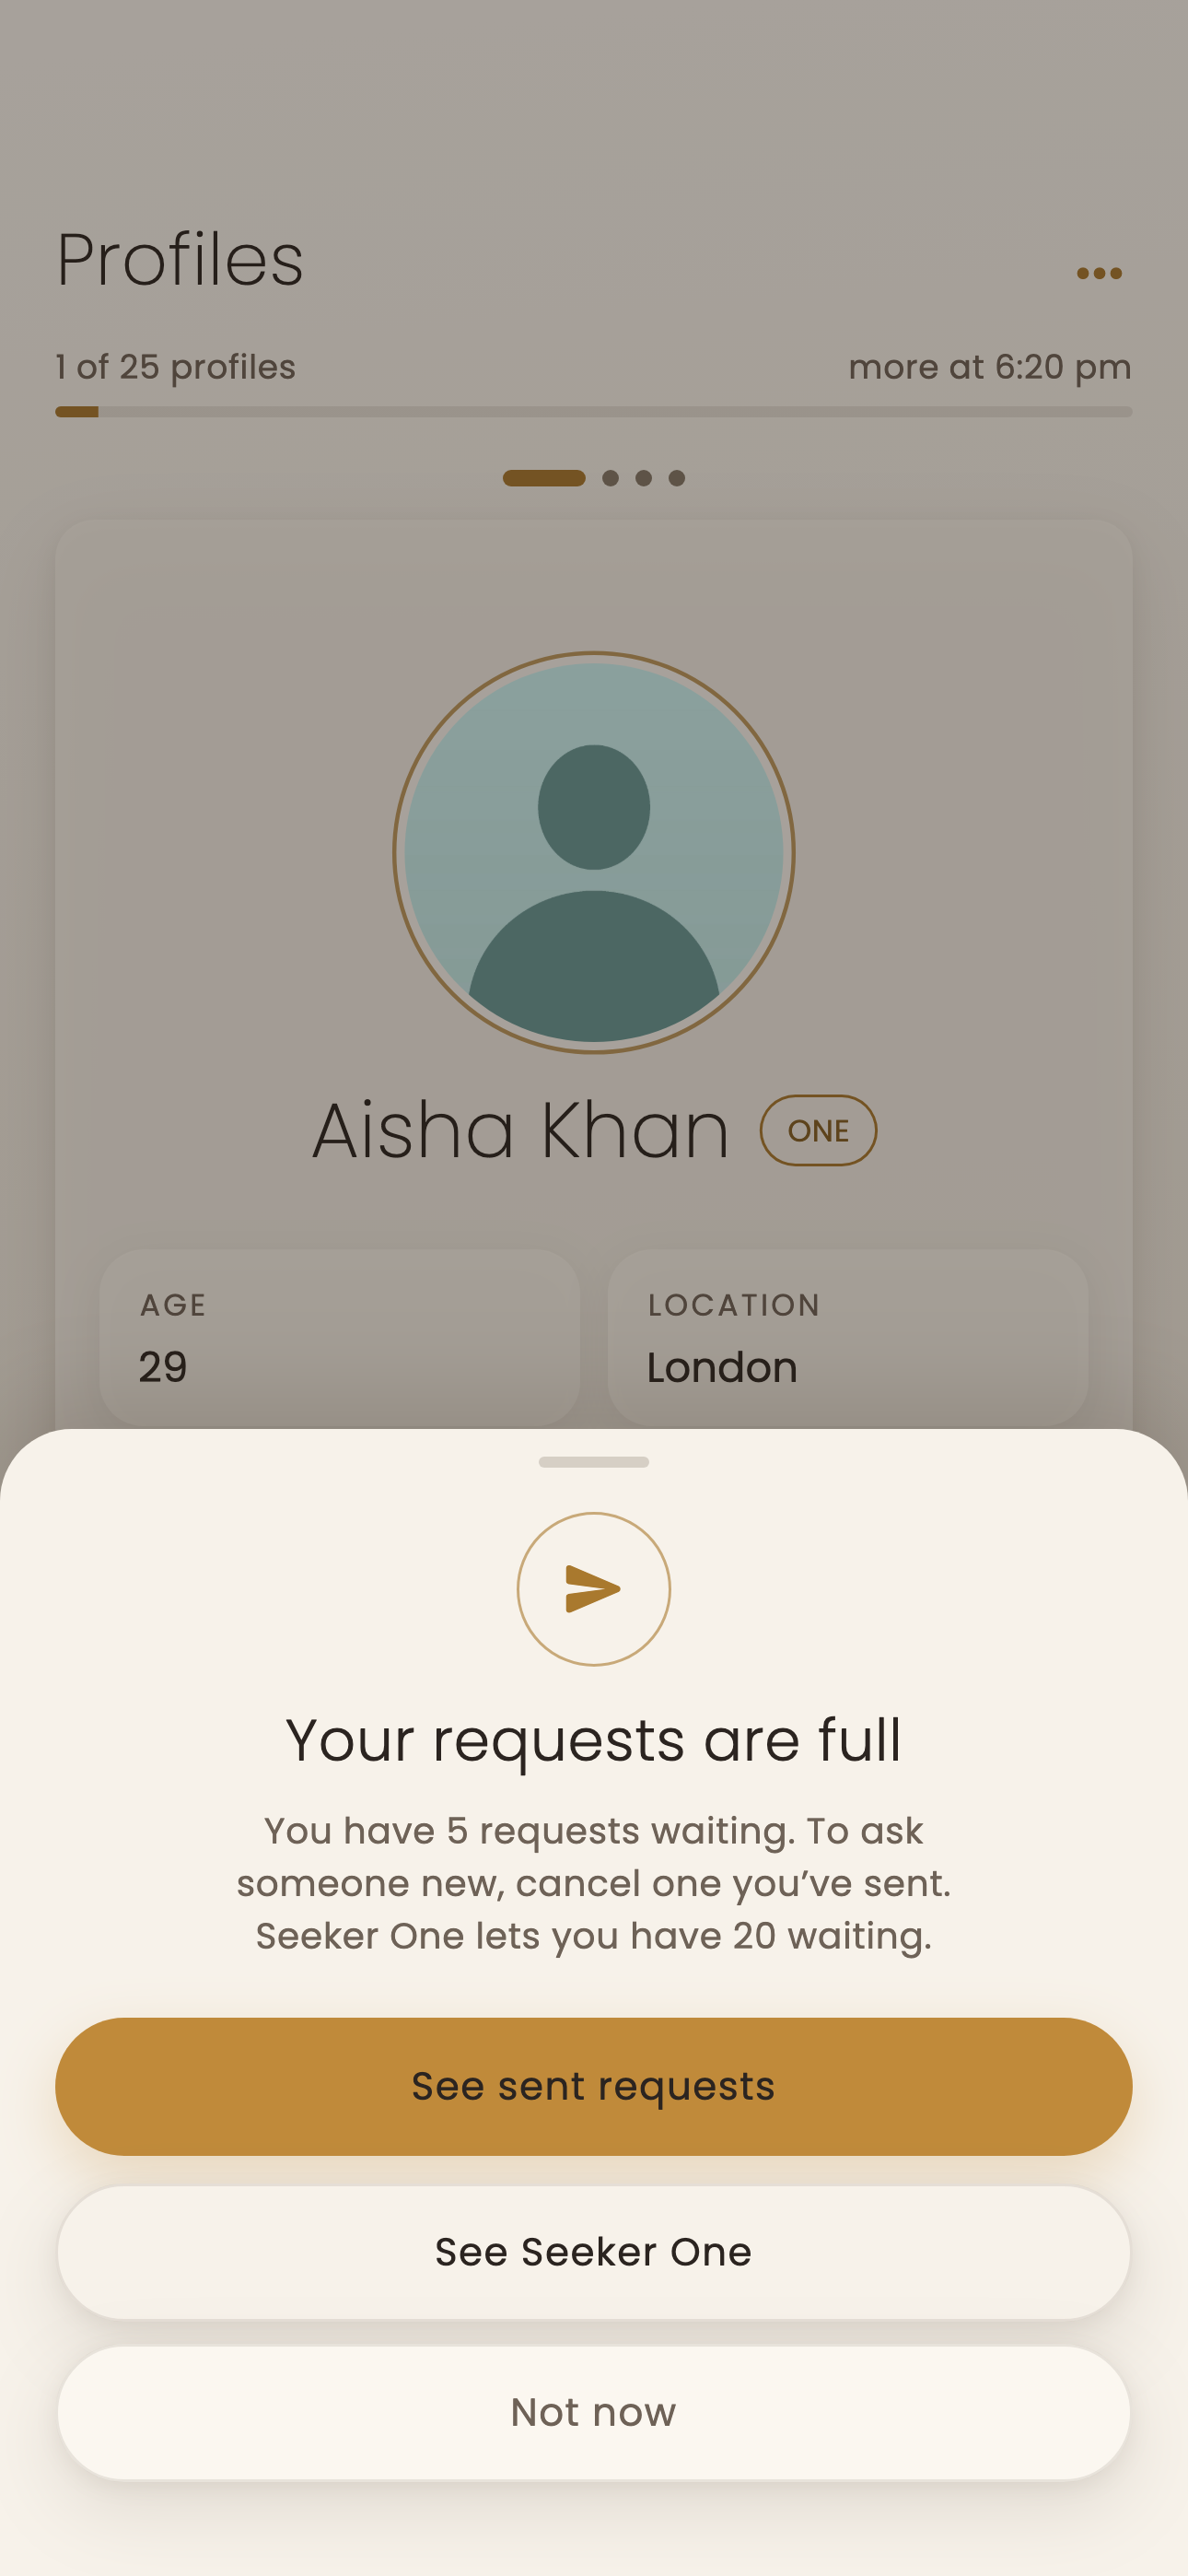 Profiles
1 of 25 profiles
more at 6:20 pm
Aisha Khan
ONE
AGE
LOCATION
29
London
Your requests are full
You have 5 requests waiting. To ask
someone new, cancel one you’ve sent.
Seeker One lets you have 20 waiting.
See sent requests
See Seeker One
Not now